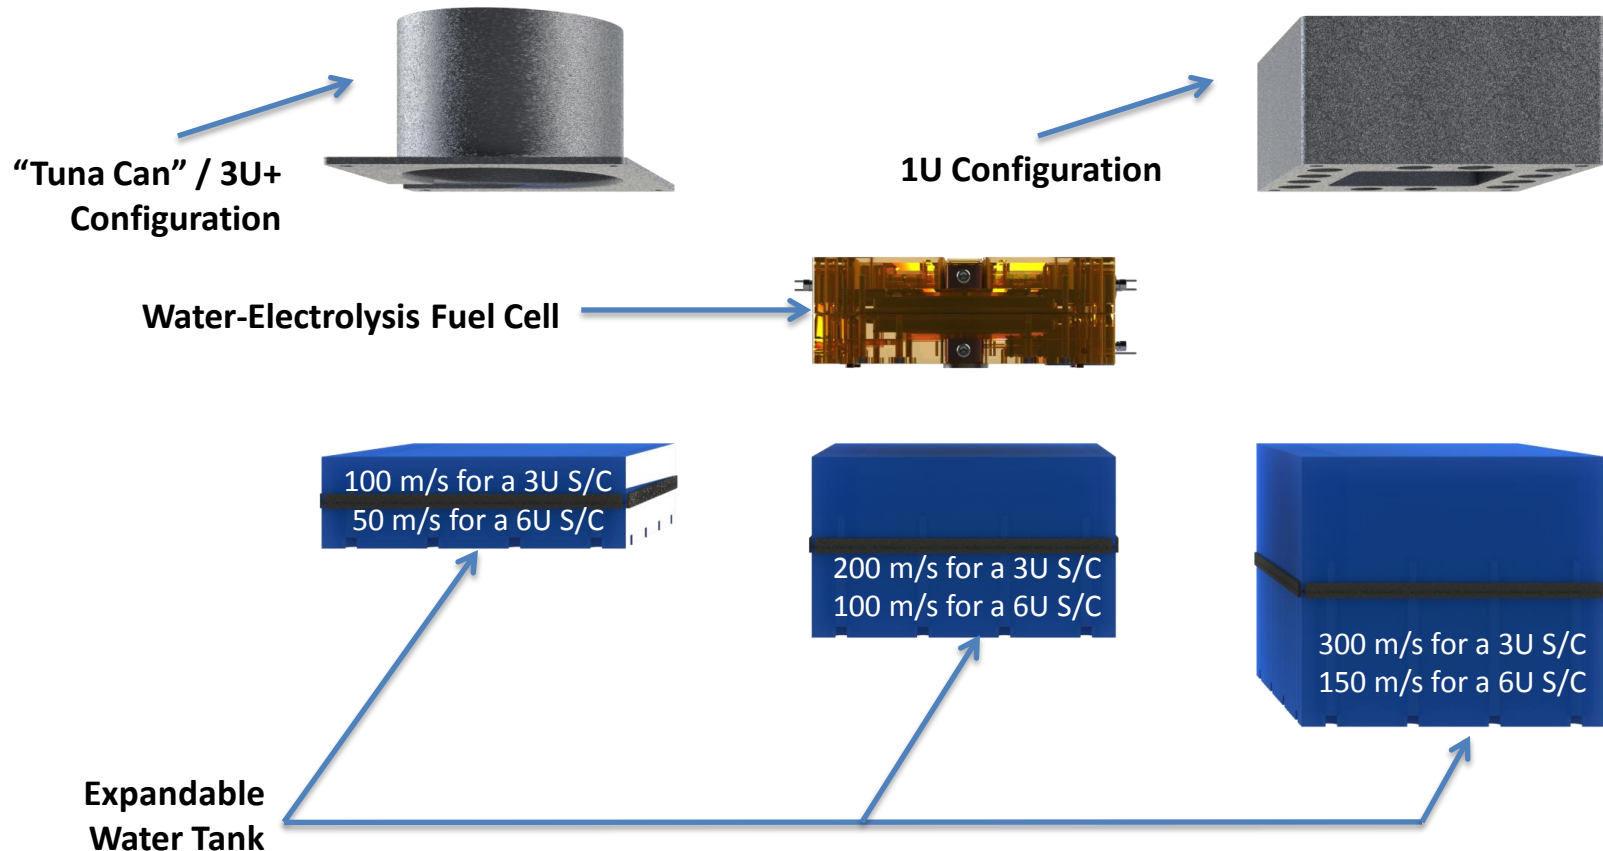 “Tuna Can” / 3U+
Configuration
1U Configuration
Water-Electrolysis Fuel Cell
100 m/s for a 3U S/C
50 m/s for a 6U S/C
200 m/s for a 3U S/C
100 m/s for a 6U S/C
300 m/s for a 3U S/C
150 m/s for a 6U S/C
Expandable
Water Tank